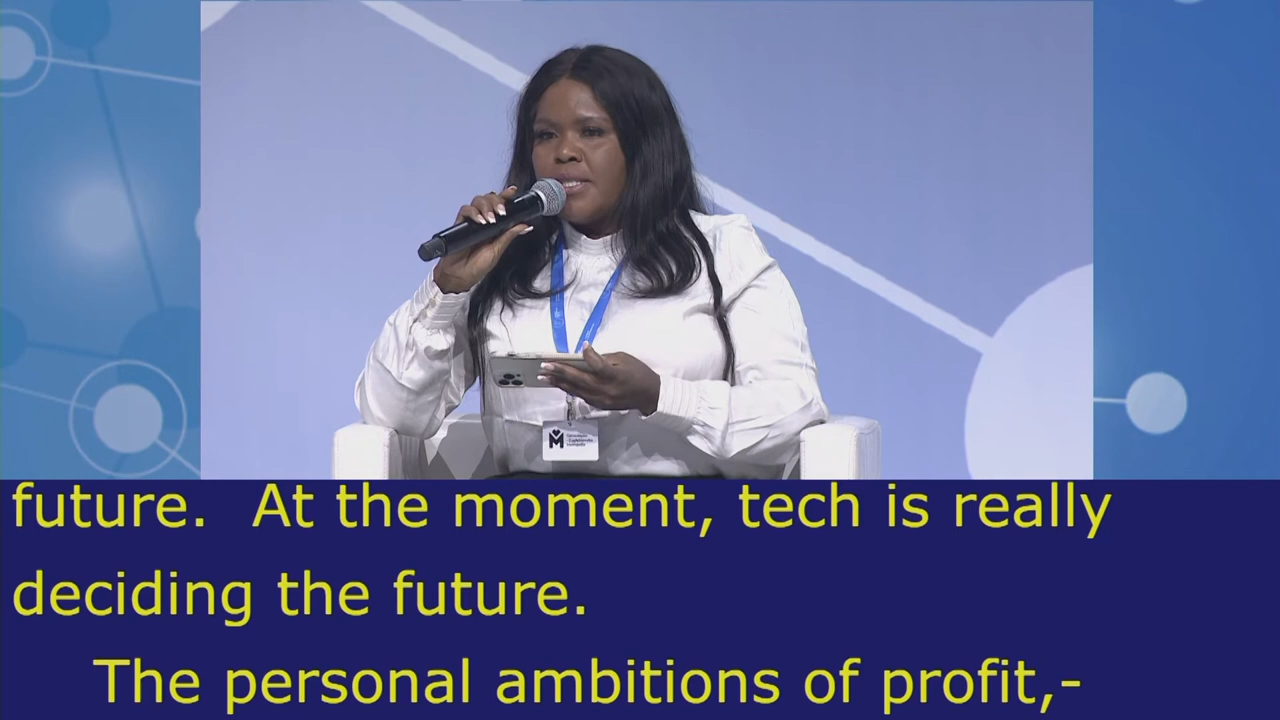 future.  At the moment, tech is really
deciding the future.
The personal ambitions of profit,-